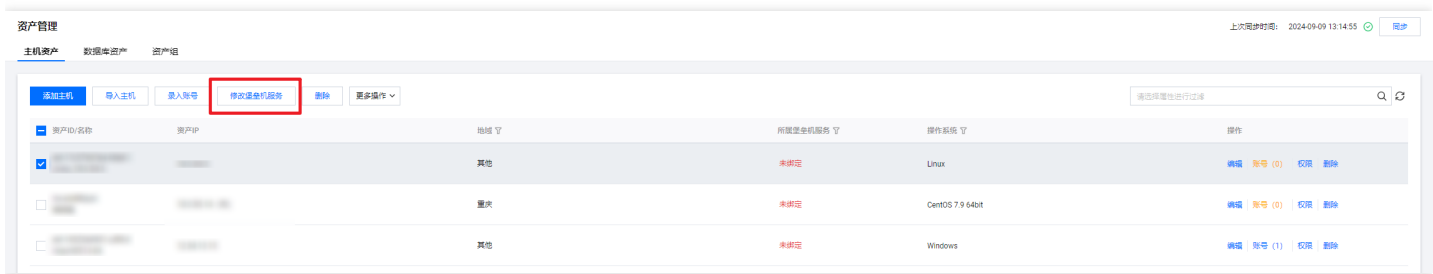 资产管理
上次同步时间: 2024-09-09 13:14:55 同步
主机资产 数据库资产 资产组
添加主机 导入主机 录入账号 修改堡垒机服务 删除 更多操作 请选择属性进行过滤
资产ID/名称 资产IP 地域 所属堡垒机服务 操作系统 操作
其他 未绑定 Linux 编辑 账号 (0) 权限 删除
重庆 未绑定 CentOS 7.9 64bit 编辑 账号 (0) 权限 删除
其他 未绑定 Windows 编辑 账号 (1) 权限 删除